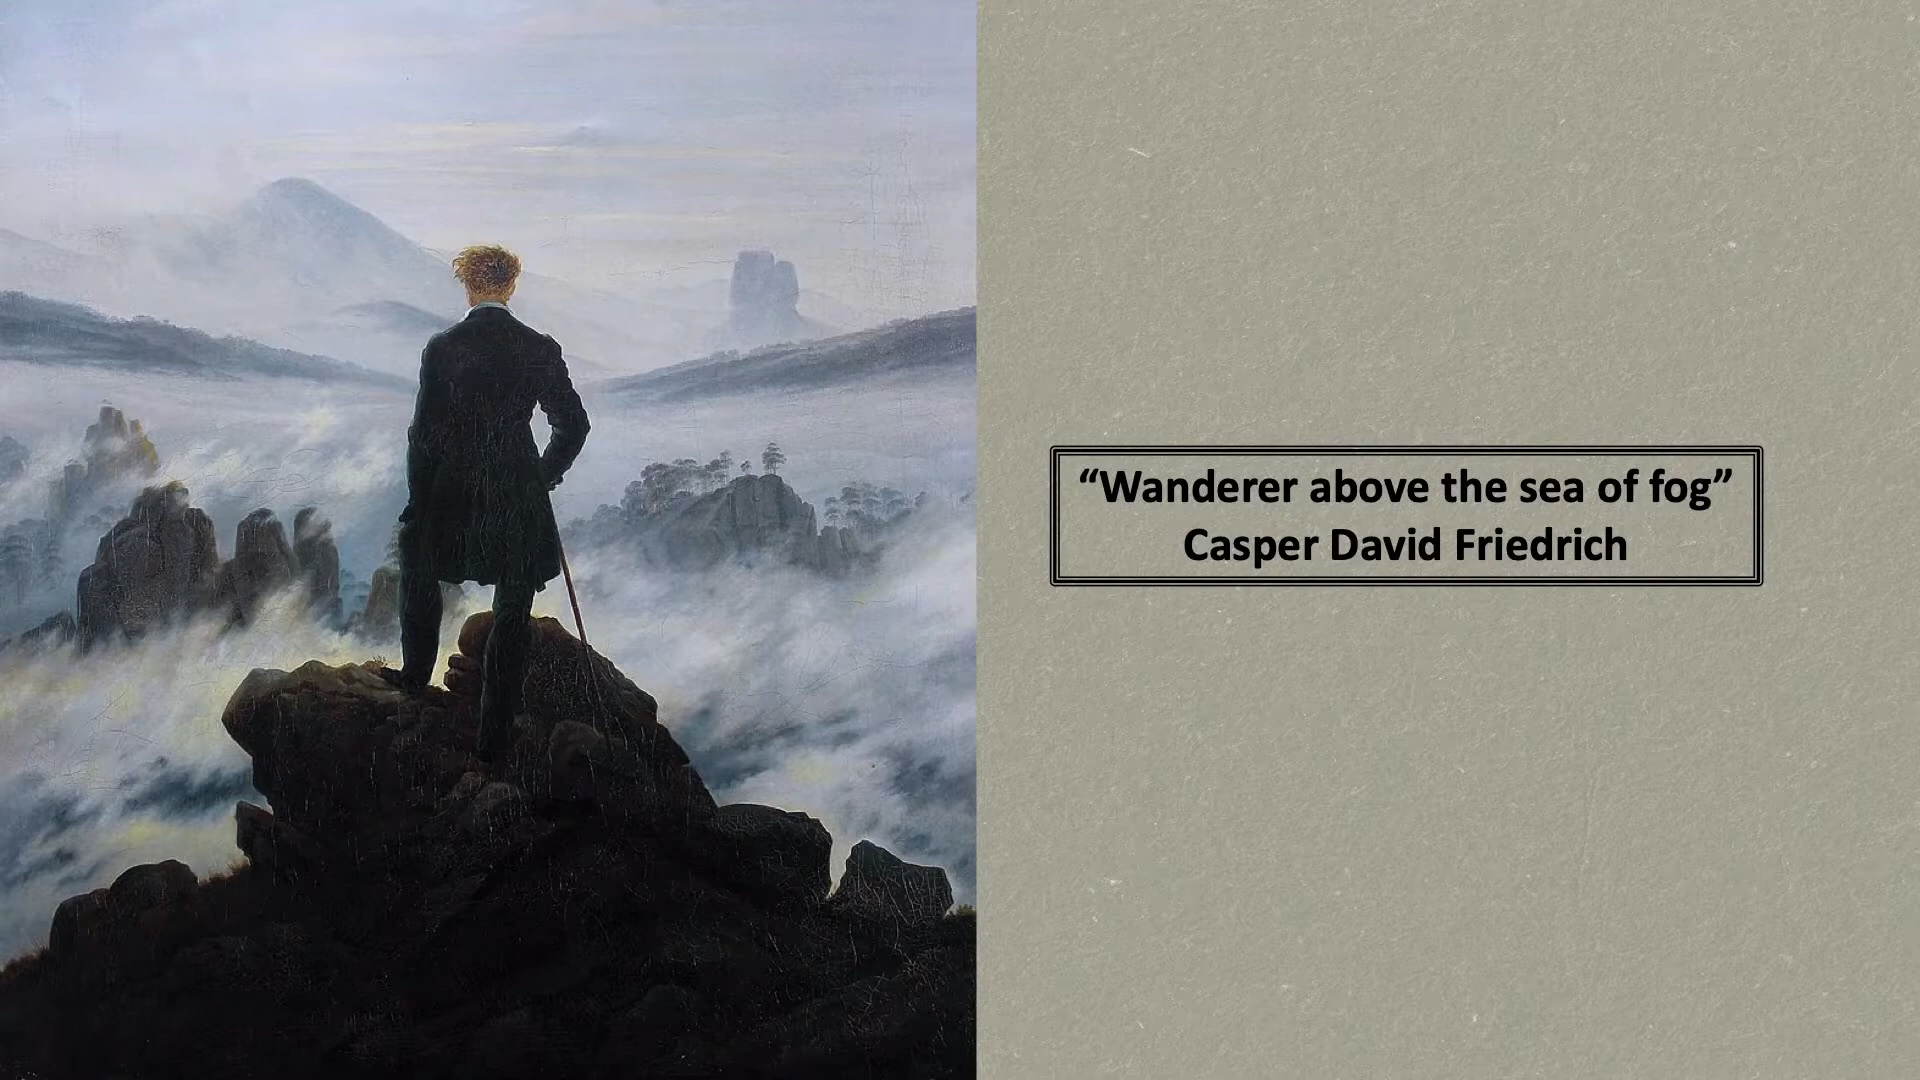 “Wanderer above the sea of fog”
Casper David Friedrich